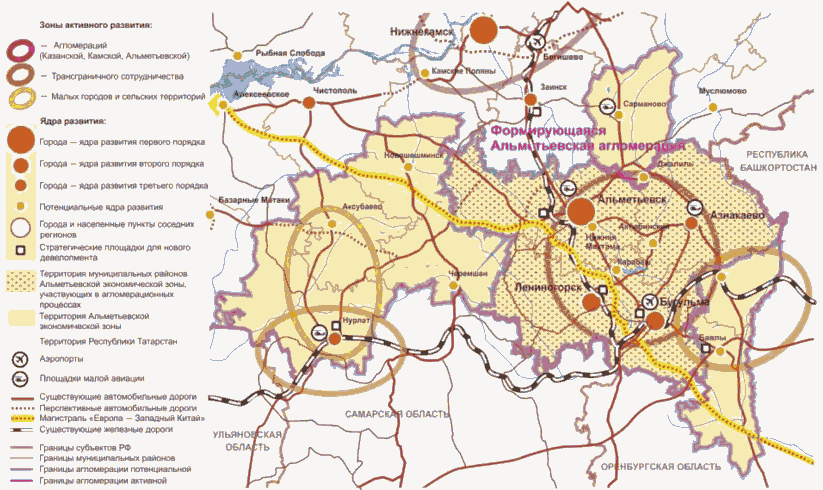 Зоны активного развития:
— Агломераций
(Казанской, Камской, Альметьевской)
— Трансграничного сотрудничества
— Малых городов и сельских территорий
Ядра развития:
Города — ядра развития первого порядка
Города — ядра развития второго порядка
Города — ядра развития третьего порядка
Потенциальные ядра развития
Города и населенные пункты соседних
регионов
Стратегические площадки для нового
девелопмента
Территория муниципальных районов
Альметьевской экономической зоны,
участвующих в агломерационных
процессах
Территория Альметьевской
экономической зоны
Территория Республики Татарстан
Аэропорты
Площадки малой авиации
Существующие автомобильные дороги
Перспективные автомобильные дороги
Магистраль «Европа — Западный Китай»
Существующие железные дороги
Границы субъектов РФ
Границы муниципальных районов
Границы агломерации потенциальной
Границы агломерации активной
Нижнекамск
Рыбная Слобода
Бегишево
Камские Поляны
Алексеевское
Чистополь
Заинск
Сарманово
Муслюмово
Формирующаяся
Альметьевская агломерация
Новошешминск
Джалиль
РЕСПУБЛИКА
БАШКОРТОСТАН
Базарные Матаки
Аксубаево
Альметьевск
Азнакаево
Актюбинский
Нижняя
Мактама
Карабаш
Черемшан
Лениногорск
Бугульма
Нурлат
Бавлы
САМАРСКАЯ ОБЛАСТЬ
УЛЬЯНОВСКАЯ
ОБЛАСТЬ
ОРЕНБУРГСКАЯ ОБЛАСТЬ